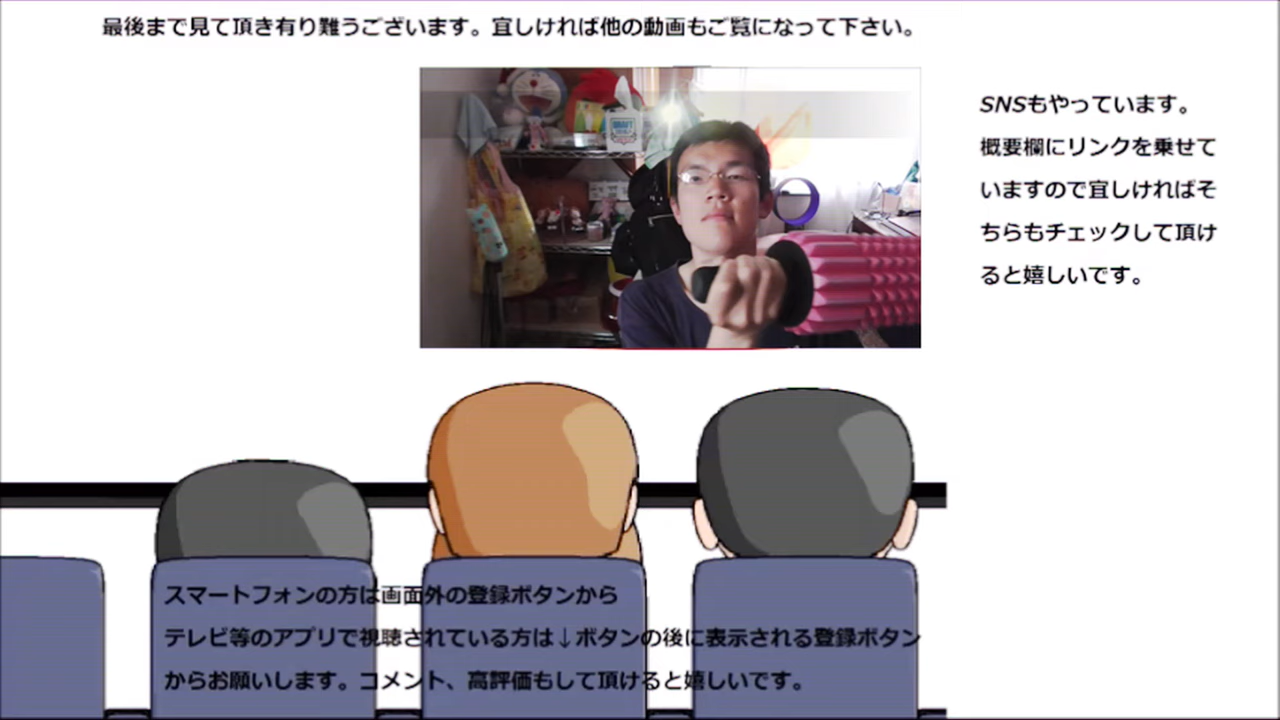 最後まで見て頂き有り難うございます。宜しければ他の動画もご覧になって下さい。
SNSもやっています。
概要欄にリンクを乗せて
いますので宜しければそ
ちらもチェックして頂け
ると嬉しいです。
スマートフォンの方は画面外の登録ボタンから
テレビ等のアプリで視聴されている方は↓ボタンの後に表示される登録ボタン
からお願いします。コメント、高評価もして頂けると嬉しいです。